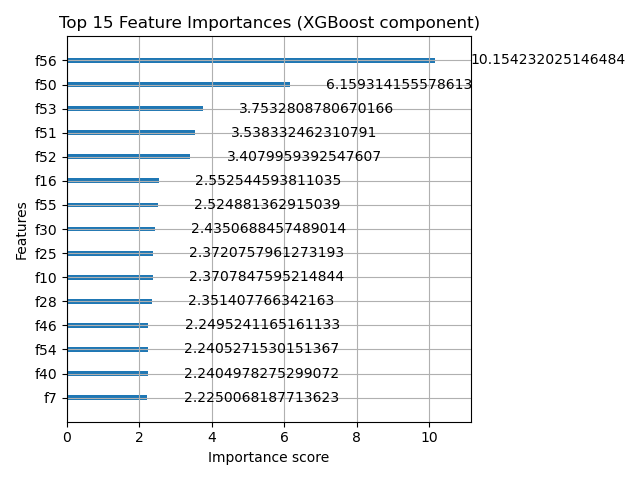 Top 15 Feature Importances (XGBoost component)
Features
f56 10.154232025146484
f50 6.159314155578613
f53 3.7532808780670166
f51 3.538332462310791
f52 3.4079959392547607
f16 2.552544593811035
f55 2.524881362915039
f30 2.4350688457489014
f25 2.3720757961273193
f10 2.3707847595214844
f28 2.351407766342163
f46 2.2495241165161133
f54 2.2405271530151367
f40 2.2404978275299072
f7 2.2250068187713623
0 2 4 6 8 10
Importance score